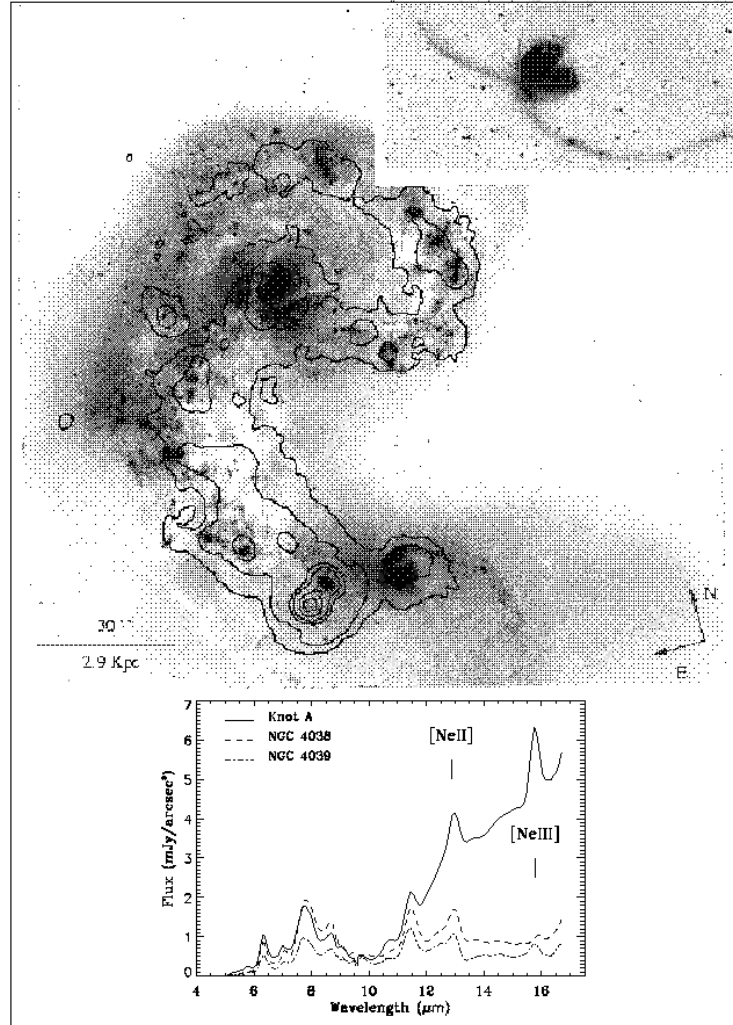 N
30"
2.9 Kpc
E
Knot A
NGC 4038
NGC 4039
[NeII]
[NeIII]
Flux (mJy/arcsec²)
7
6
5
4
3
2
1
0
4 6 8 10 12 14 16
Wavelength (μm)